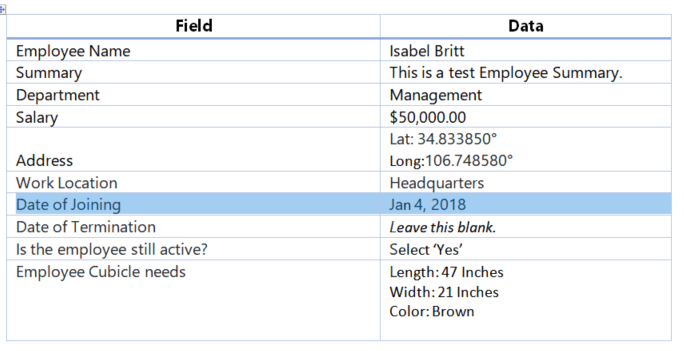 Field Data
Employee Name Isabel Britt
Summary This is a test Employee Summary.
Department Management
Salary $50,000.00
Lat: 34.833850°
Address Long:106.748580°
Work Location Headquarters
Date of Joining Jan 4, 2018
Date of Termination Leave this blank.
Is the employee still active? Select ‘Yes’
Employee Cubicle needs Length: 47 Inches
Width: 21 Inches
Color: Brown